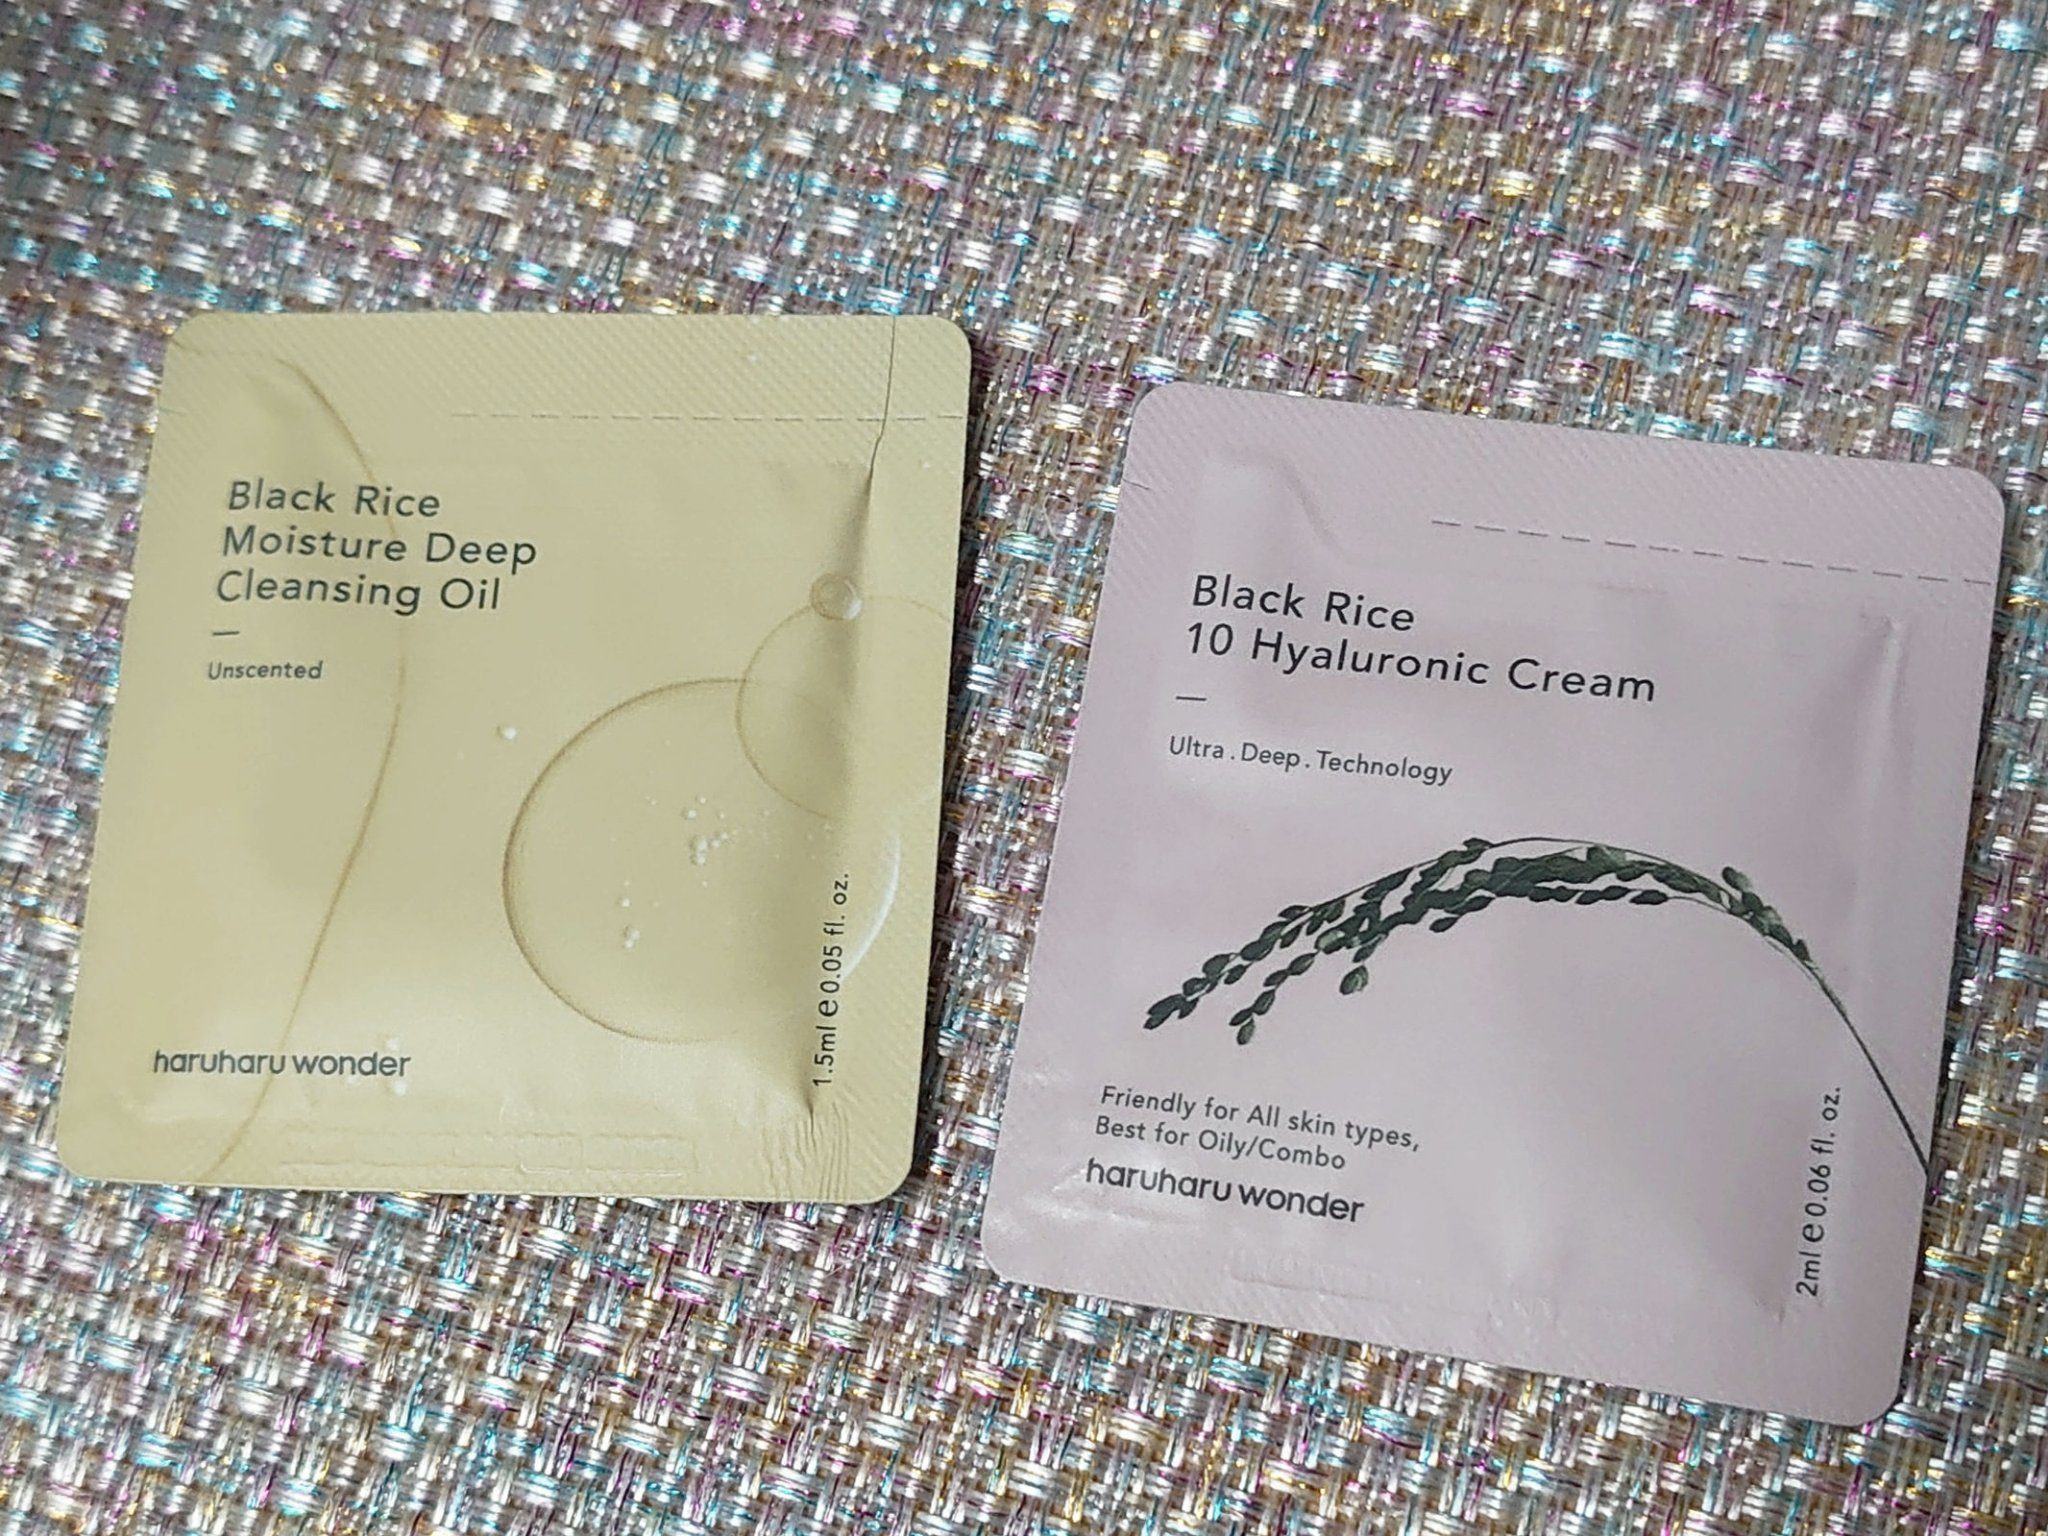 Black Rice
Moisture Deep
Cleansing Oil
Unscented
haruharu wonder
1.5ml e 0.05 fl. oz.
Black Rice
10 Hyaluronic Cream
Ultra . Deep . Technology
Friendly for All skin types,
Best for Oily/Combo
haruharu wonder
2ml e 0.06 fl. oz.